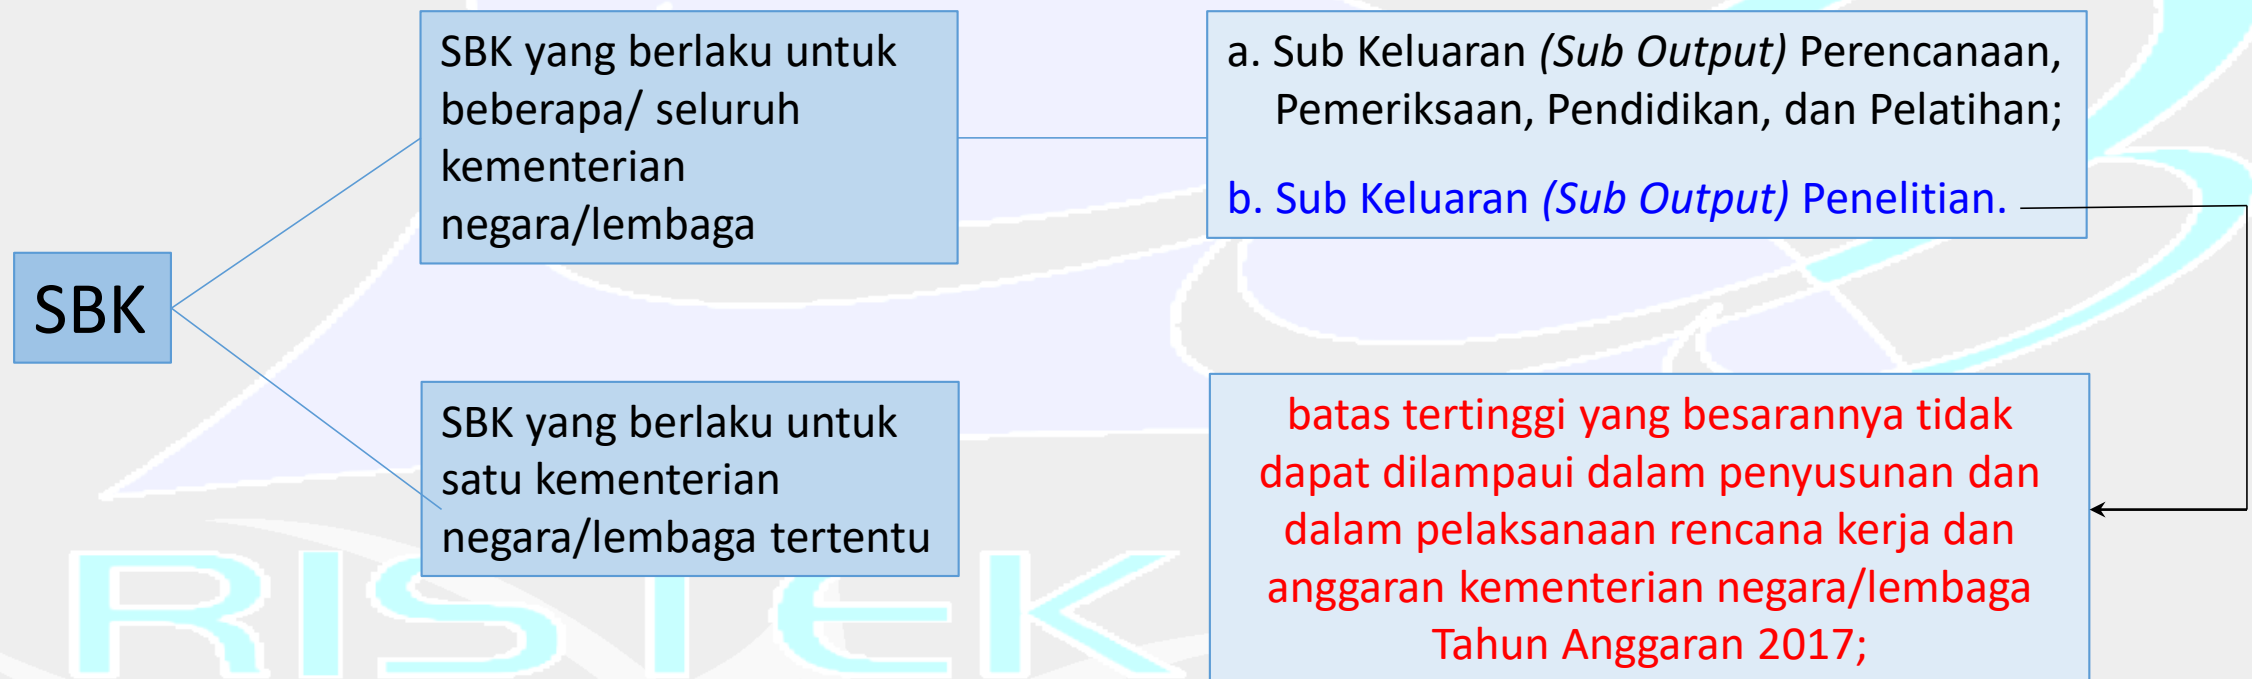 SBK
SBK yang berlaku untuk
beberapa/ seluruh
kementerian
negara/lembaga
a. Sub Keluaran (Sub Output) Perencanaan,
Pemeriksaan, Pendidikan, dan Pelatihan;
b. Sub Keluaran (Sub Output) Penelitian.
SBK yang berlaku untuk
satu kementerian
negara/lembaga tertentu
batas tertinggi yang besarannya tidak
dapat dilampaui dalam penyusunan dan
dalam pelaksanaan rencana kerja dan
anggaran kementerian negara/lembaga
Tahun Anggaran 2017;
RISTEK